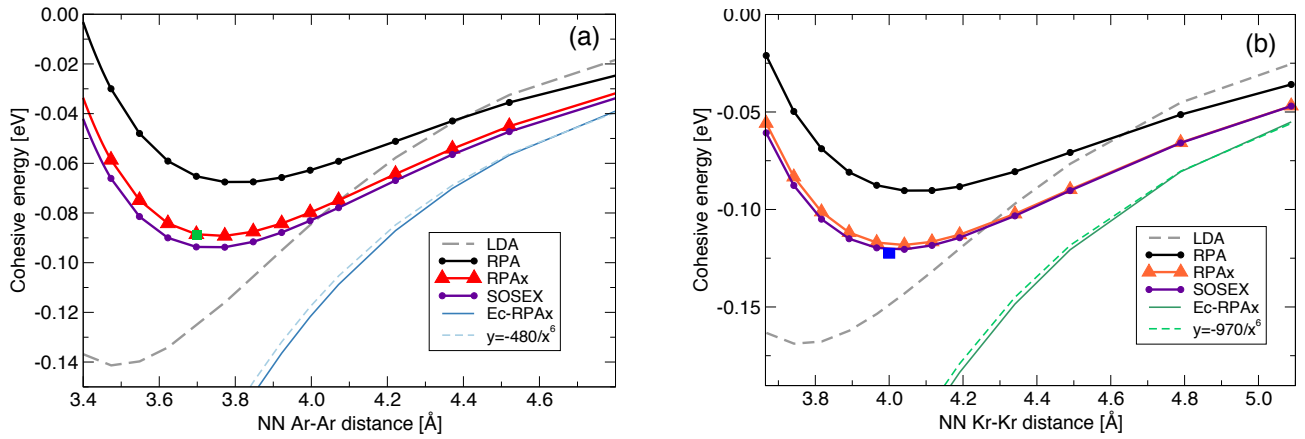 (a)
Cohesive energy [eV]
0.00
-0.02
-0.04
-0.06
-0.08
-0.10
-0.12
-0.14
3.4 3.6 3.8 4.0 4.2 4.4 4.6
NN Ar-Ar distance [Å]
LDA
RPA
RPAx
SOSEX
Ec-RPAx
y=-480/x⁶
(b)
Cohesive energy [eV]
0.00
-0.05
-0.10
-0.15
3.8 4.0 4.2 4.4 4.6 4.8 5.0
NN Kr-Kr distance [Å]
LDA
RPA
RPAx
SOSEX
Ec-RPAx
y=-970/x⁶